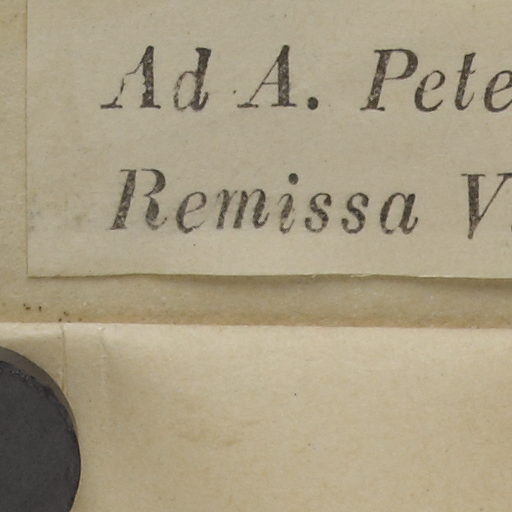 Ad A. Pete
Remissa V